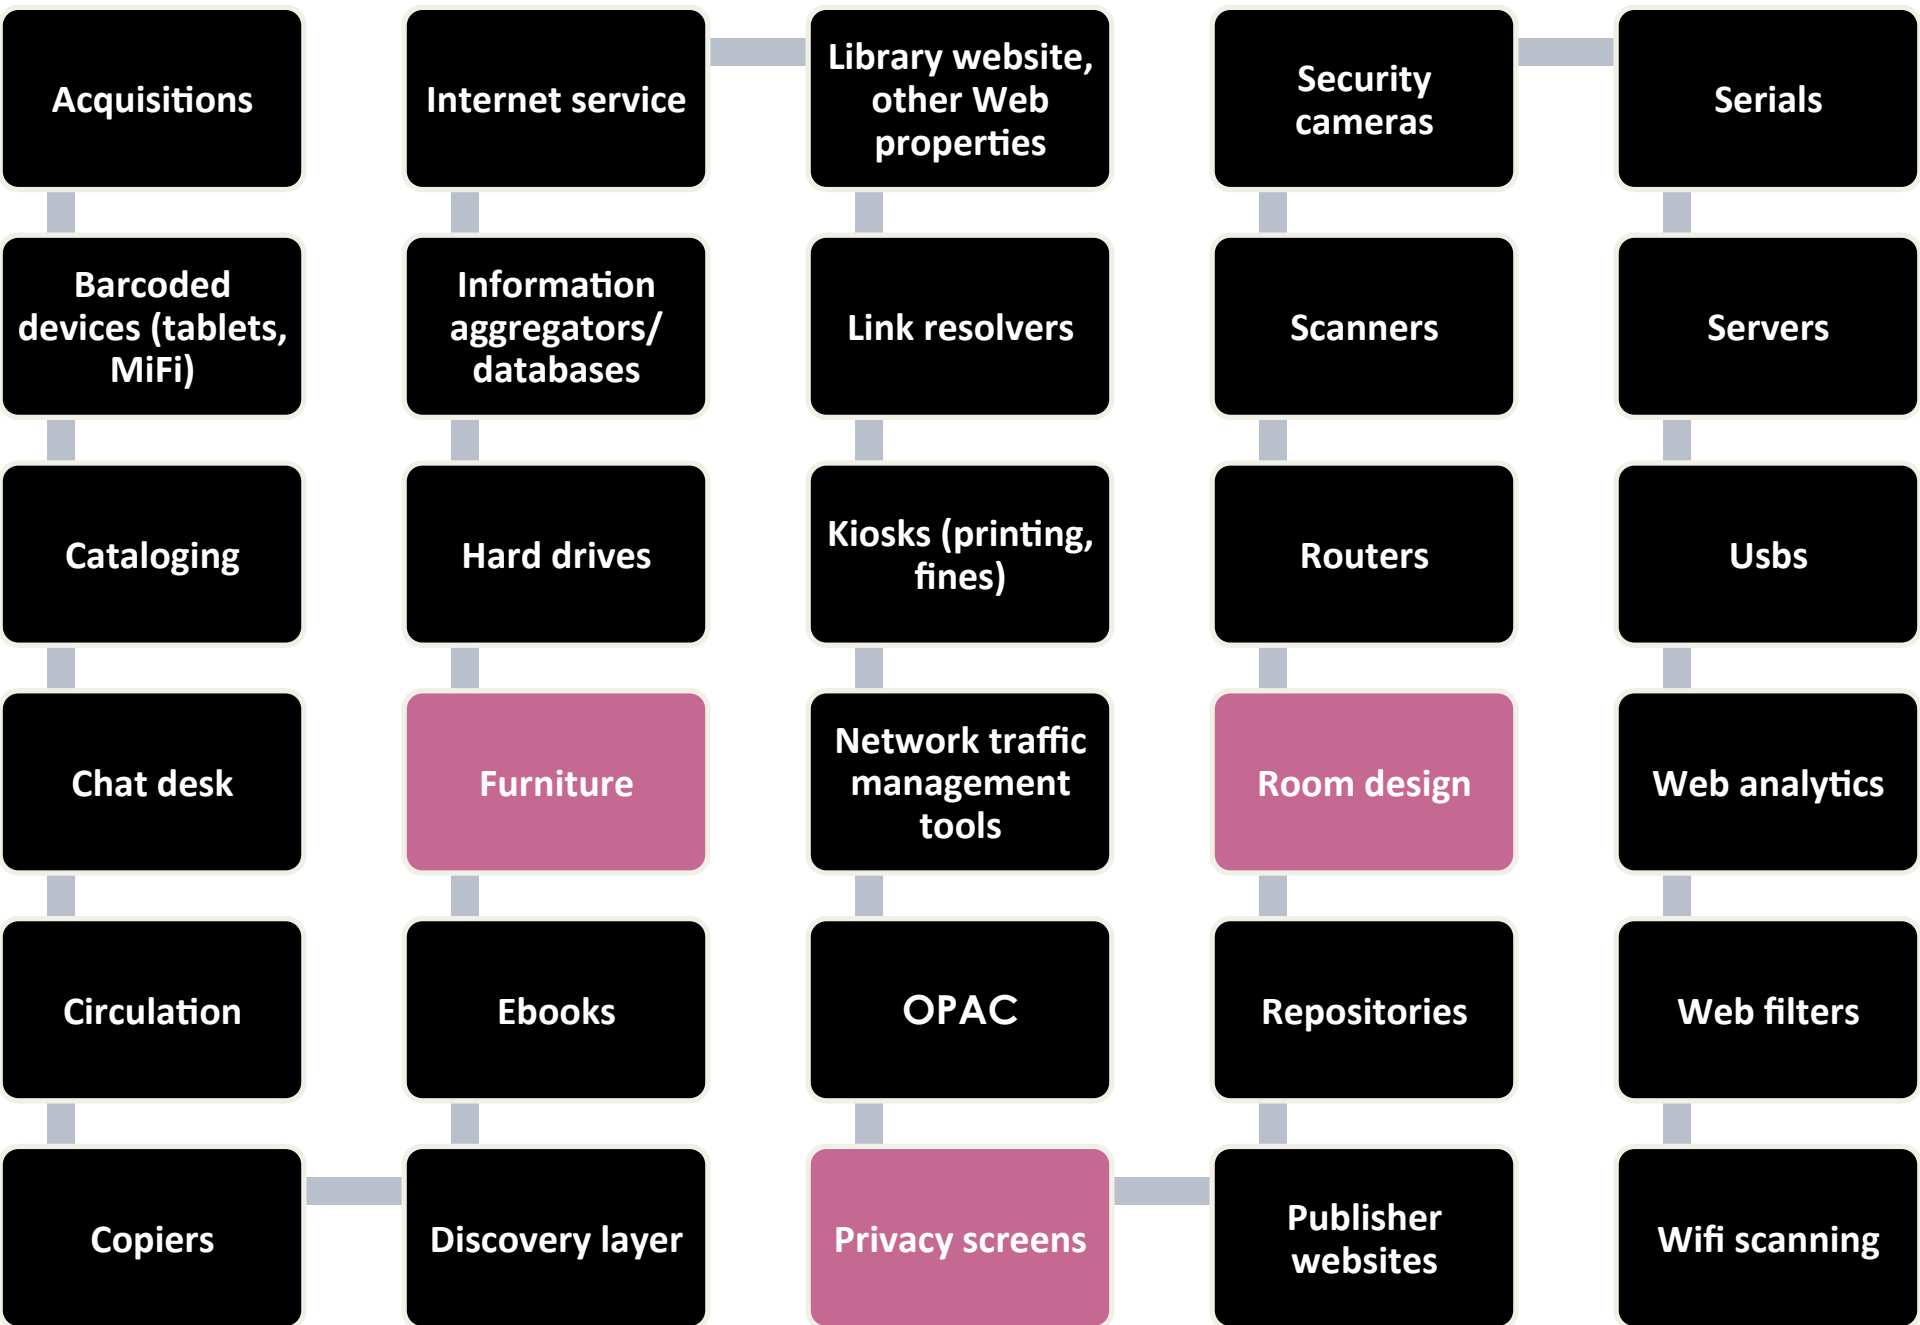 Acquisitions
Barcoded
devices (tablets,
MiFi)
Cataloging
Chat desk
Circulation
Copiers
Discovery layer
Ebooks
Furniture
Hard drives
Information
aggregators/
databases
Internet service
Library website,
other Web
properties
Link resolvers
Kiosks (printing,
fines)
Network traffic
management
tools
OPAC
Privacy screens
Publisher
websites
Repositories
Room design
Routers
Scanners
Security
cameras
Serials
Servers
Usbs
Web analytics
Web filters
Wifi scanning